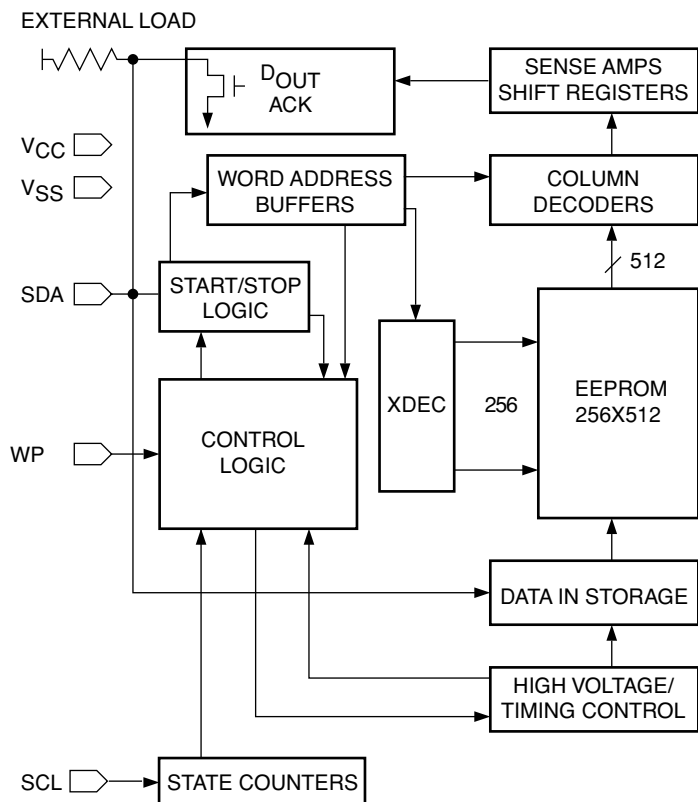 EXTERNAL LOAD
DOUT
ACK
SENSE AMPS
SHIFT REGISTERS
VCC
VSS
WORD ADDRESS
BUFFERS
COLUMN
DECODERS
512
SDA
START/STOP
LOGIC
XDEC
256
EEPROM
256X512
WP
CONTROL
LOGIC
DATA IN STORAGE
HIGH VOLTAGE/
TIMING CONTROL
SCL
STATE COUNTERS